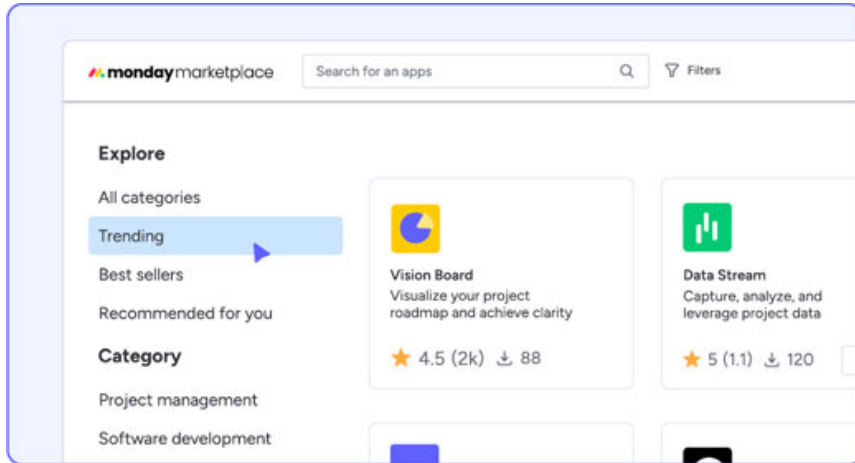 monday marketplace
Search for an apps
Filters
Explore
All categories
Trending
Best sellers
Recommended for you
Category
Project management
Software development
Vision Board
Visualize your project
roadmap and achieve clarity
4.5 (2k) 88
Data Stream
Capture, analyze, and
leverage project data
5 (1.1) 120